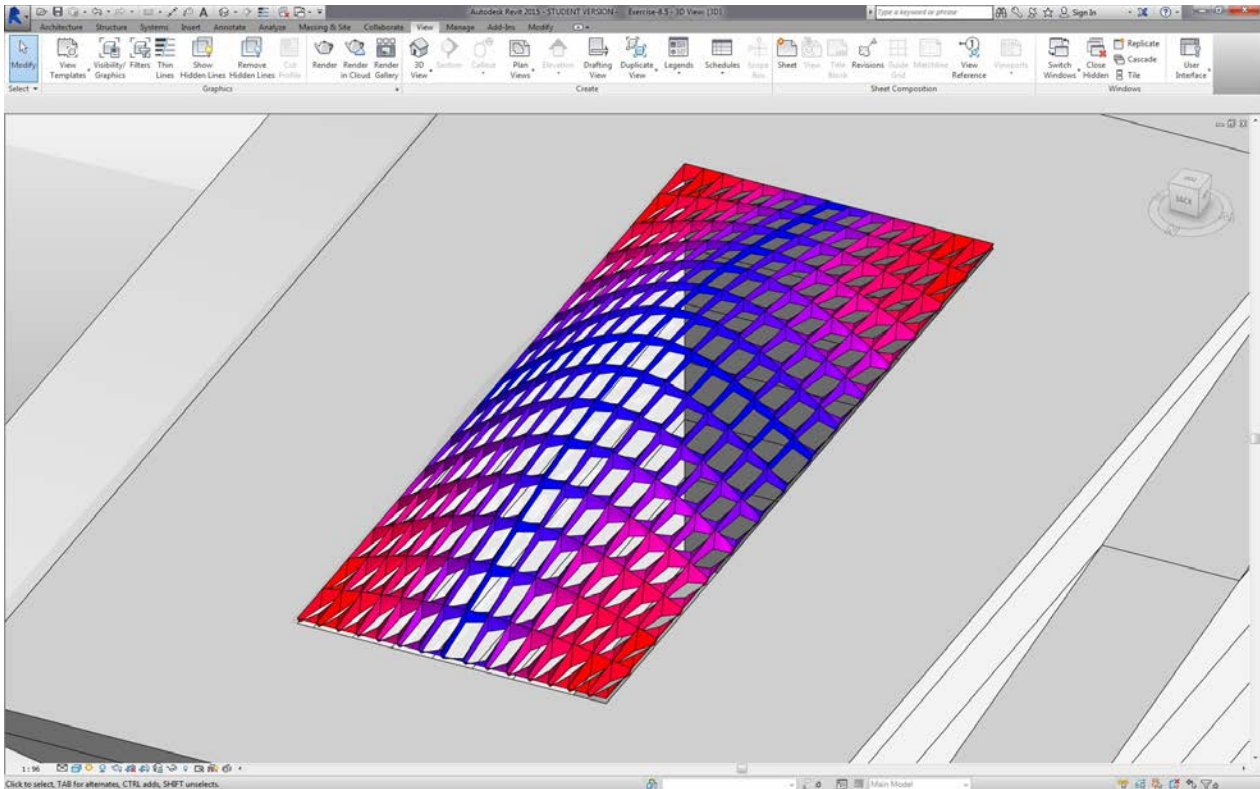 Autodesk Revit 2015 - STUDENT VERSION - Exercise-8.5 - 3D View: {3D}
Type a keyword or phrase
Sign In
Architecture Structure Systems Insert Annotate Analyze Massing & Site Collaborate View Manage Add-Ins Modify
Modify
View Templates
Visibility/ Graphics
Filters
Thin Lines
Show Hidden Lines
Remove Hidden Lines
Cut Profile
Render
Render in Cloud
Render Gallery
3D View
Section
Callout
Plan Views
Elevation
Drafting View
Duplicate View
Legends
Schedules
Scope Box
Sheet
View
Title Block
Revisions
Guide Grid
Matchline
View Reference
Viewports
Switch Windows
Close Hidden
Replicate
Cascade
Tile
User Interface
Select Graphics Create Sheet Composition Windows
BACK
1 : 96
Click to select, TAB for alternates, CTRL adds, SHIFT unselects.
:0
Main Model
:0